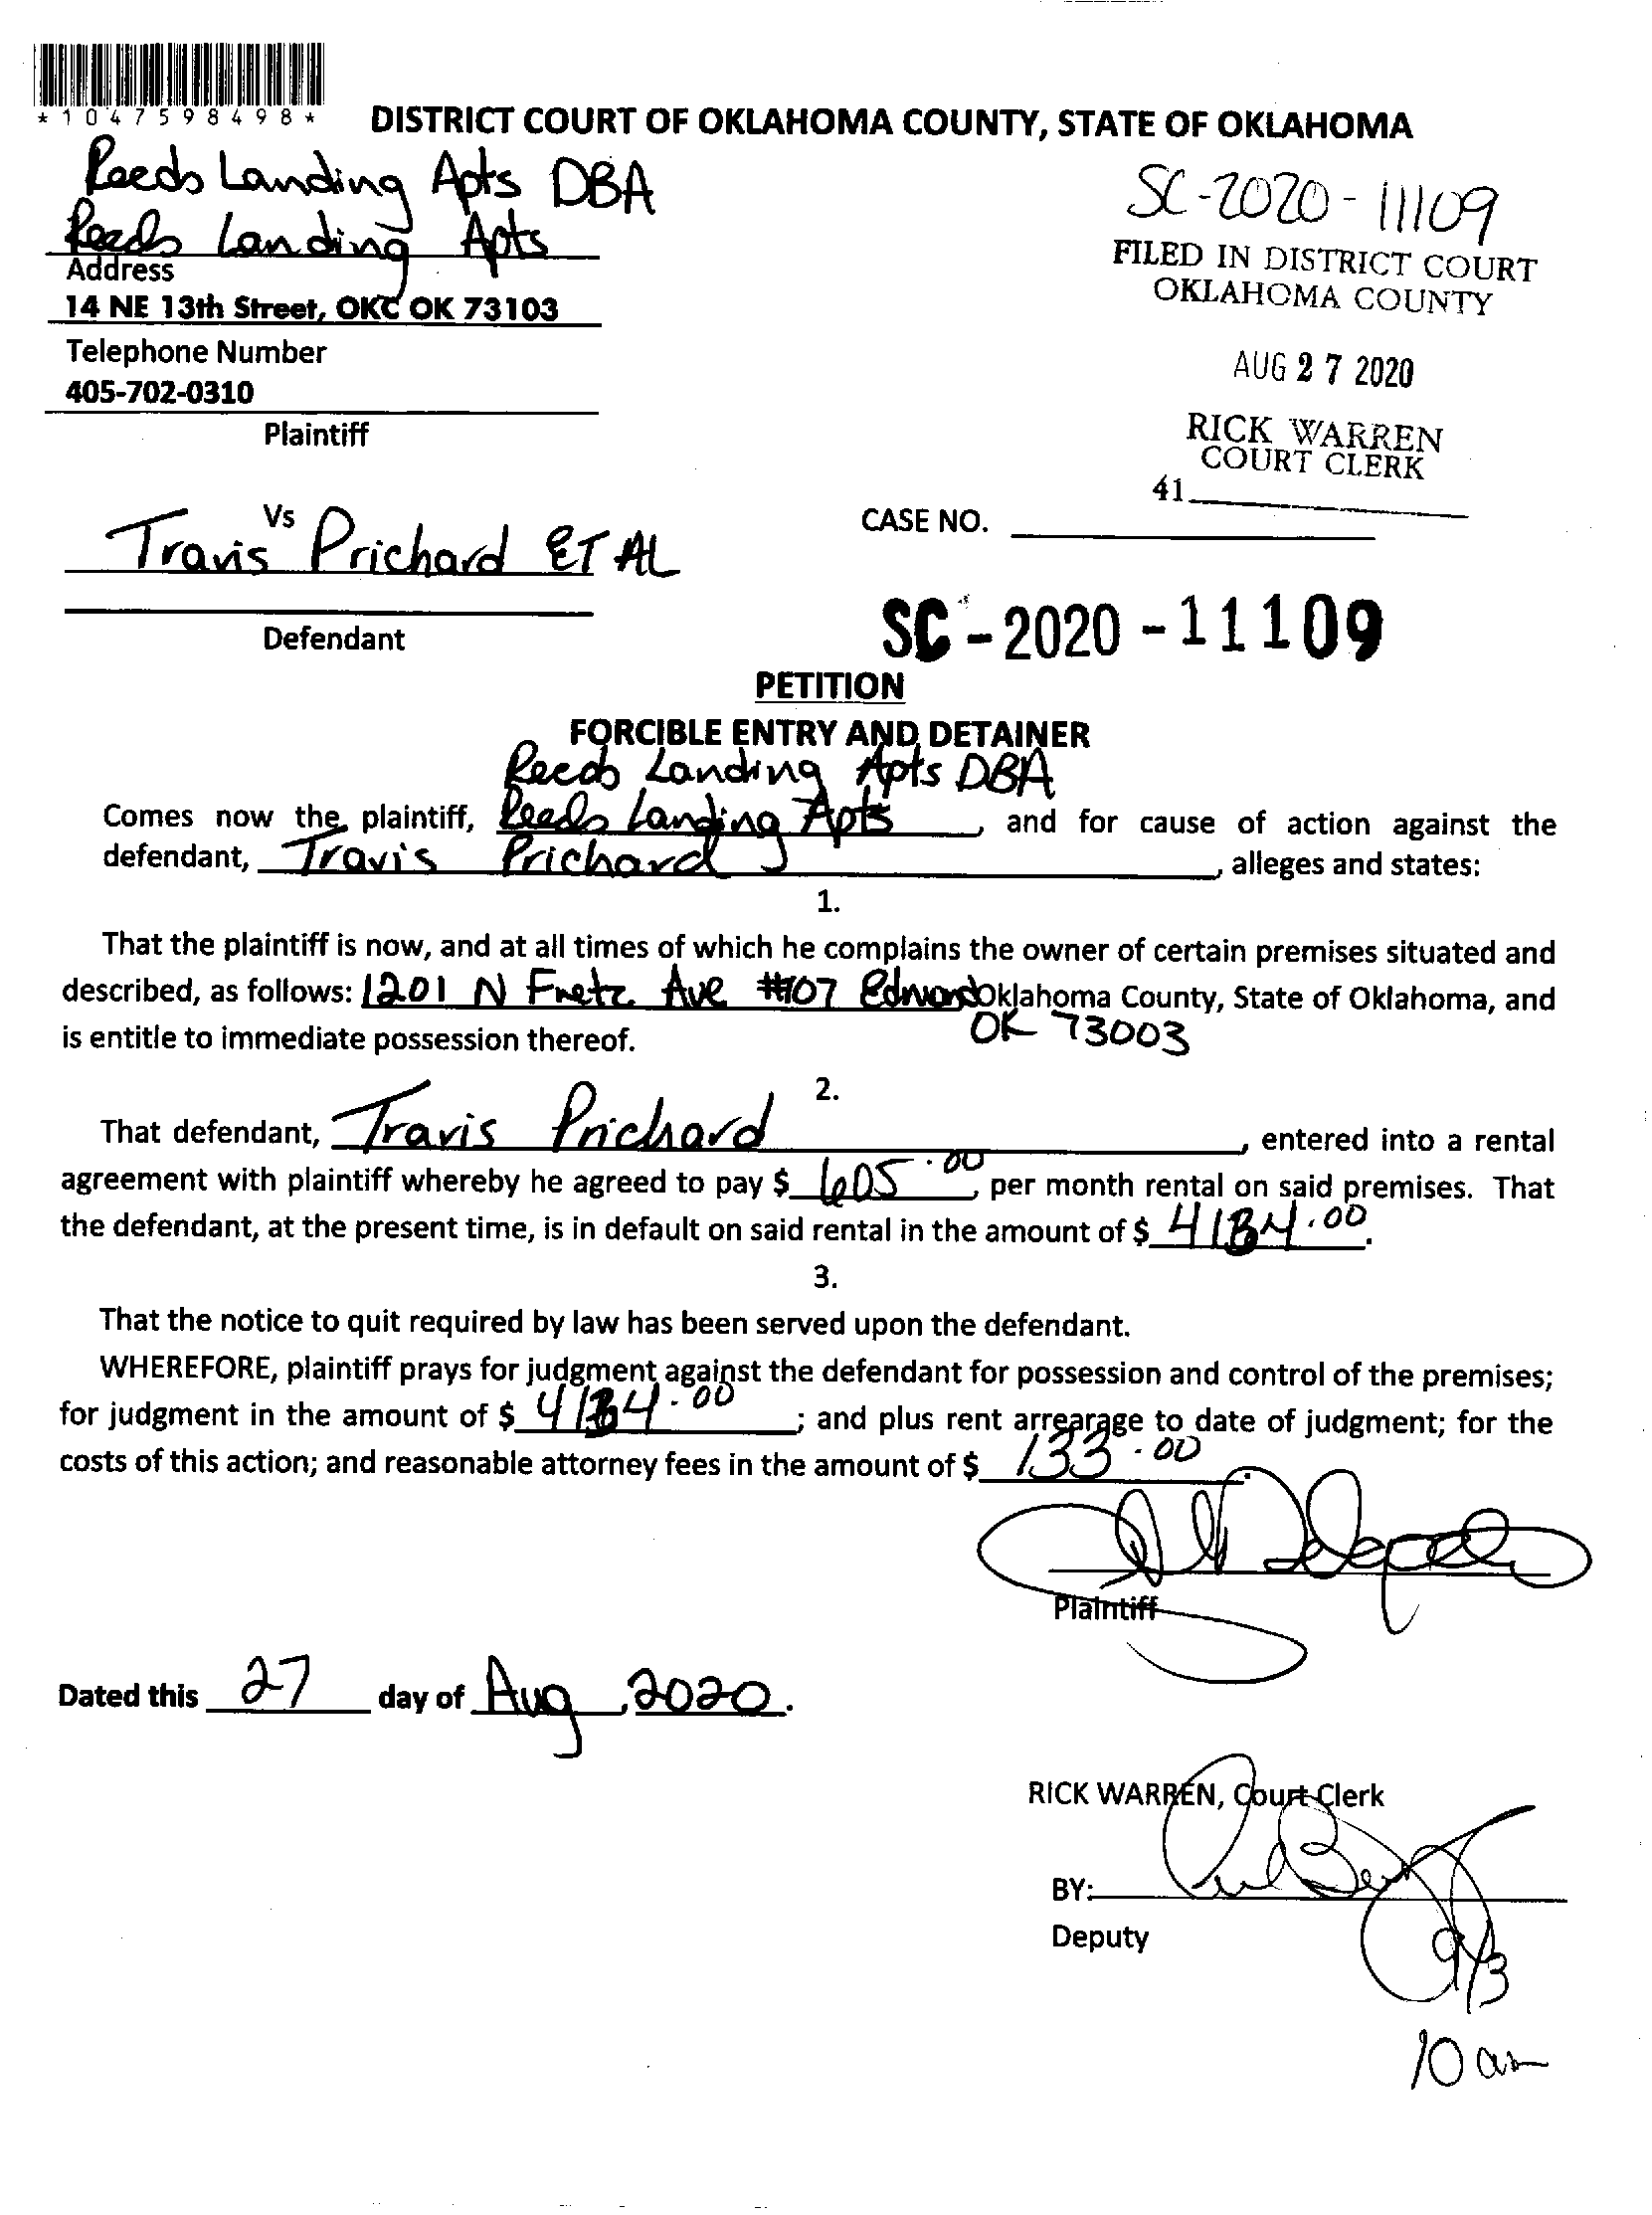 *1047598498*
DISTRICT COURT OF OKLAHOMA COUNTY, STATE OF OKLAHOMA
Reeds Landing Apts DBA
Reeds Landing Apts
Address
14 NE 13th Street, OKC OK 73103
Telephone Number
405-702-0310
Plaintiff
SC-2020-11109
FILED IN DISTRICT COURT
OKLAHOMA COUNTY
AUG 27 2020
RICK WARREN
COURT CLERK
41
Vs
Travis Prichard ET AL
Defendant
CASE NO.
SC-2020-11109
PETITION
FORCIBLE ENTRY AND DETAINER
Reeds Landing Apts DBA
Comes now the plaintiff, Reeds Landing Apts, and for cause of action against the
defendant, Travis Prichard, alleges and states:
1.
That the plaintiff is now, and at all times of which he complains the owner of certain premises situated and
described, as follows: 1201 N Fretz Ave #107 Edmond Oklahoma County, State of Oklahoma, and
OK 73003
is entitle to immediate possession thereof.
2.
That defendant, Travis Prichard, entered into a rental
agreement with plaintiff whereby he agreed to pay $ 605.00, per month rental on said premises. That
the defendant, at the present time, is in default on said rental in the amount of $
3.
That the notice to quit required by law has been served upon the defendant.
WHEREFORE, plaintiff prays for judgment against the defendant for possession and control of the premises;
for judgment in the amount of $ ; and plus rent arrearage to date of judgment; for the
costs of this action; and reasonable attorney fees in the amount of $ 133.00.
Plaintiff
Dated this 27 day of Aug, 2020.
RICK WARREN, Court Clerk
BY:
Deputy
9/3
10 am